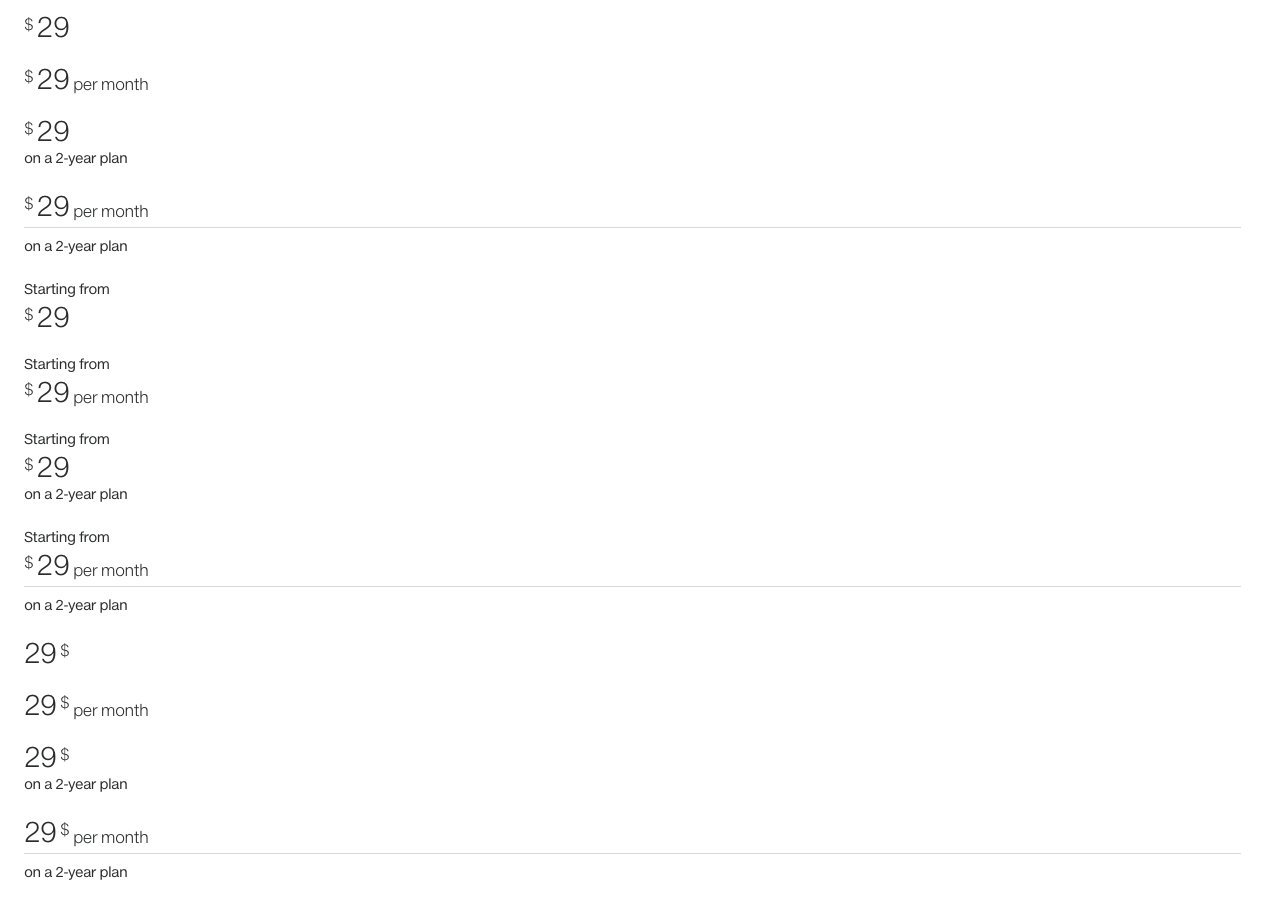 $ 29
$ 29 per month
$ 29
on a 2-year plan
$ 29 per month
on a 2-year plan
Starting from
$ 29
Starting from
$ 29 per month
Starting from
$ 29
on a 2-year plan
Starting from
$ 29 per month
on a 2-year plan
29 $
29 $ per month
29 $
on a 2-year plan
29 $ per month
on a 2-year plan